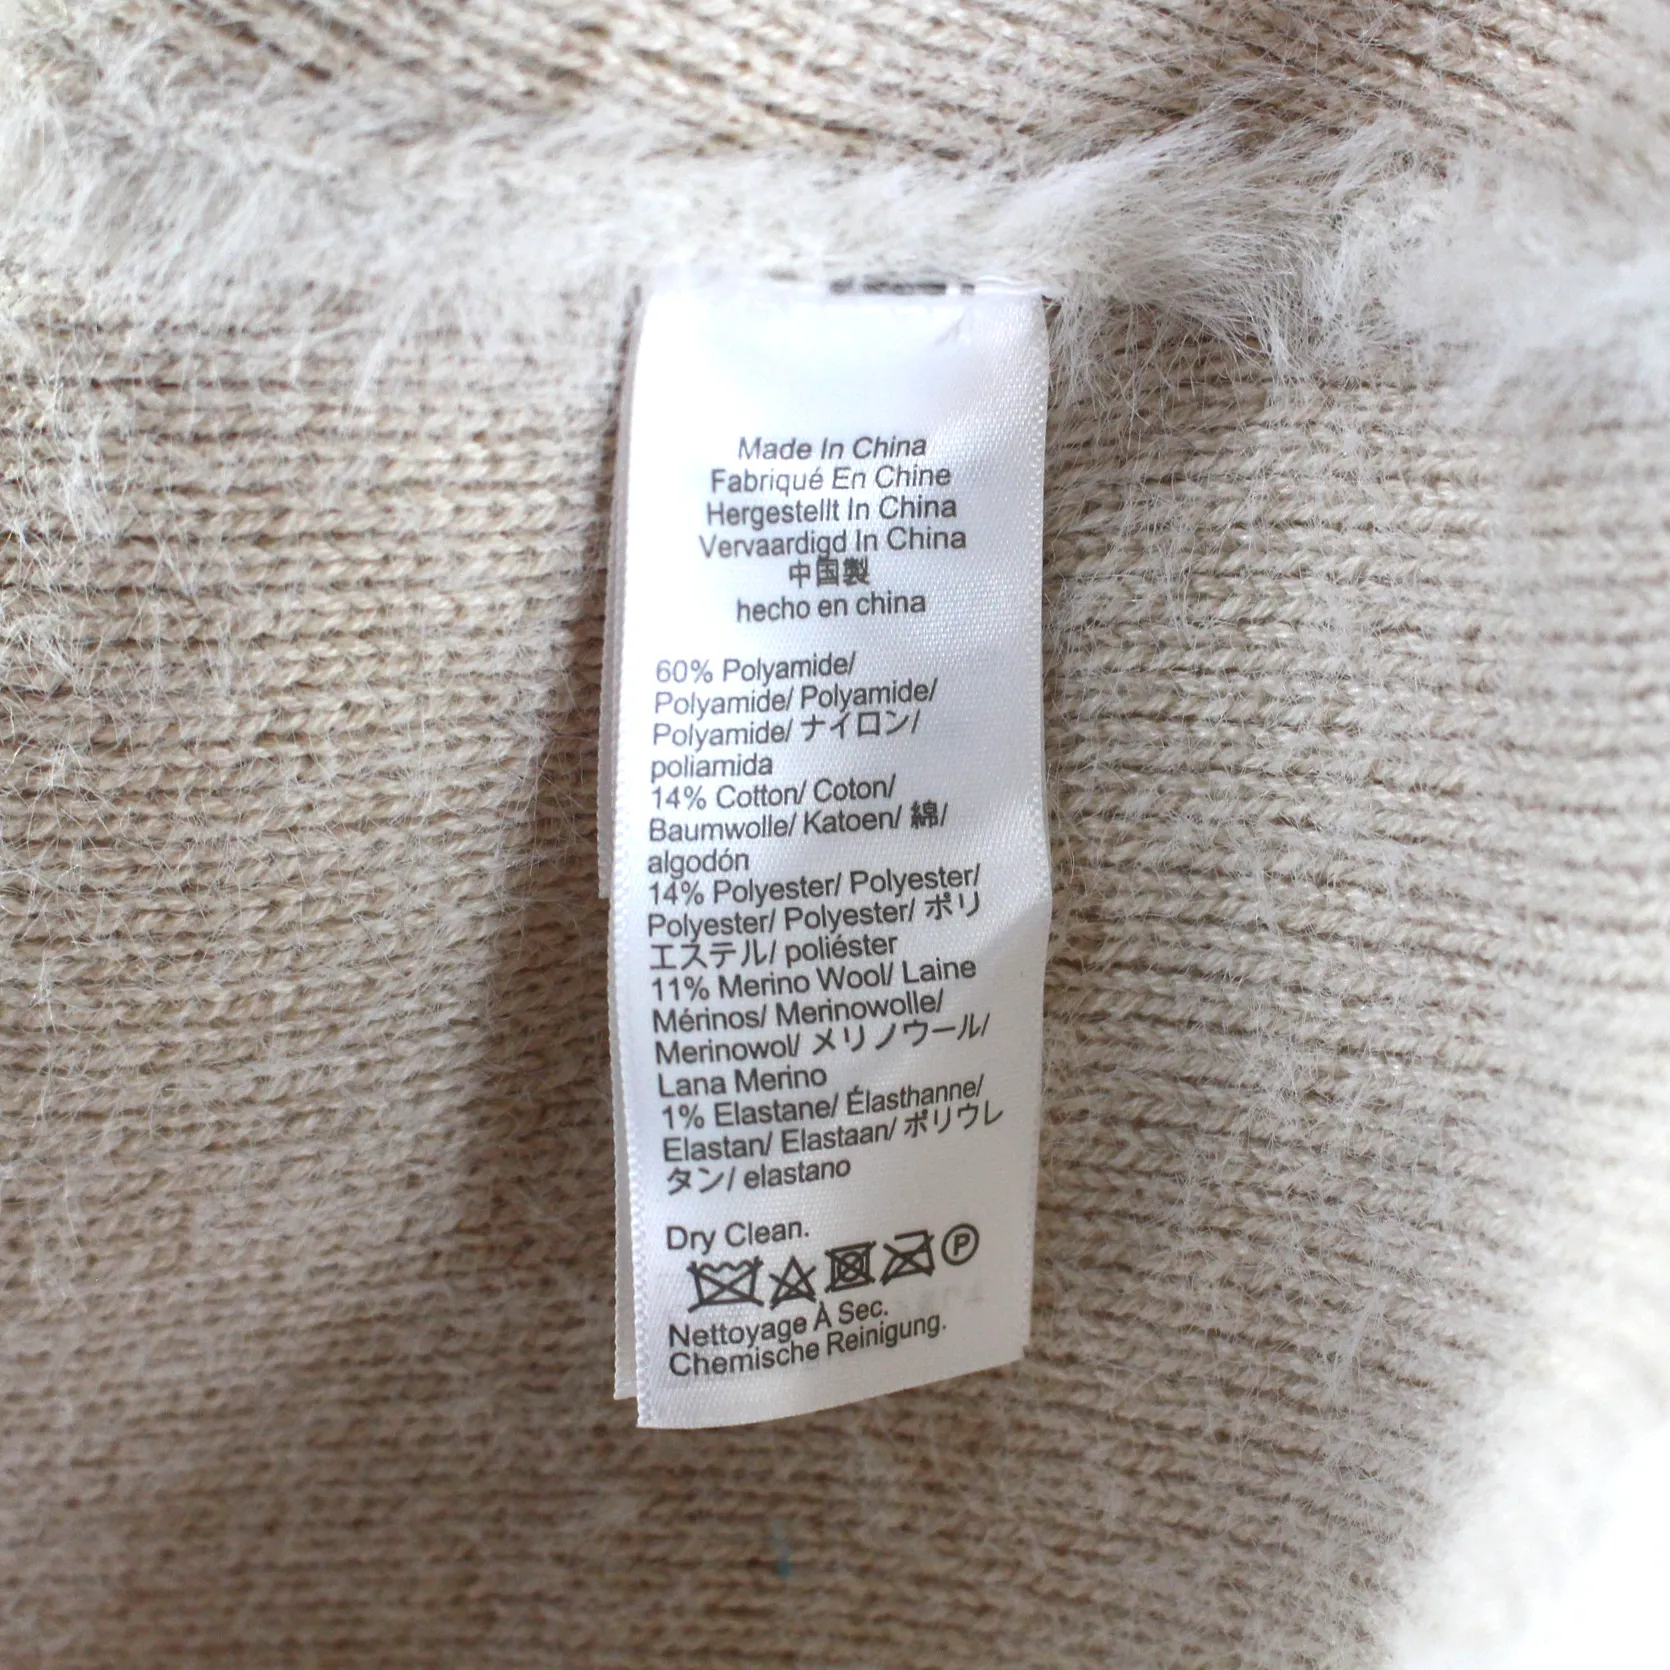 Made In China
Fabriqué En Chine
Hergestellt In China
Vervaardigd In China
中国製
hecho en china
60% Polyamide/
Polyamide/ Polyamide/
Polyamide/ ナイロン/
poliamida
14% Cotton/ Coton/
Baumwolle/ Katoen/ 綿/
algodón
14% Polyester/ Polyester/
Polyester/ Polyester/ ポリ
エステル/ poliéster
11% Merino Wool/ Laine
Mérinos/ Merinowolle/
Merinowol/ メリノウール/
Lana Merino
1% Elastane/ Élasthanne/
Elastan/ Elastaan/ ポリウレ
タン/ elastano
Dry Clean.
P
Nettoyage À Sec.
Chemische Reinigung.